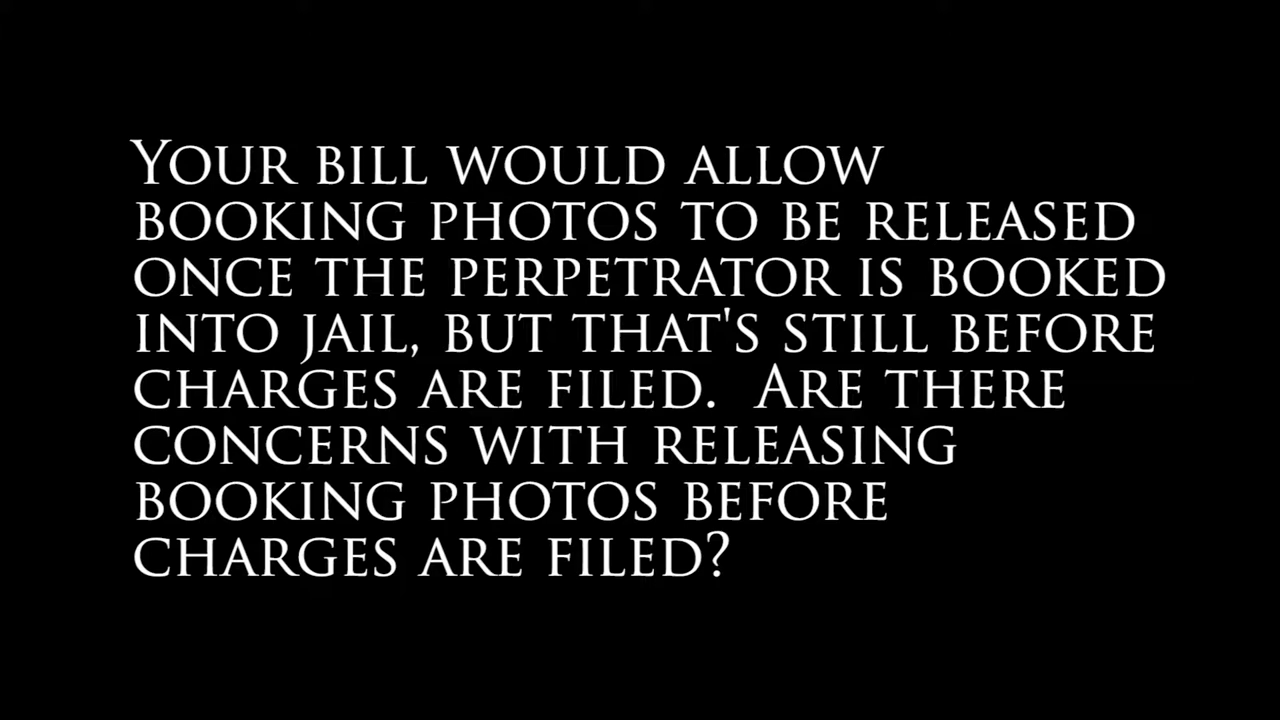 Your bill would allow
booking photos to be released
once the perpetrator is booked
into jail, but that's still before
charges are filed.  Are there
concerns with releasing
booking photos before
charges are filed?